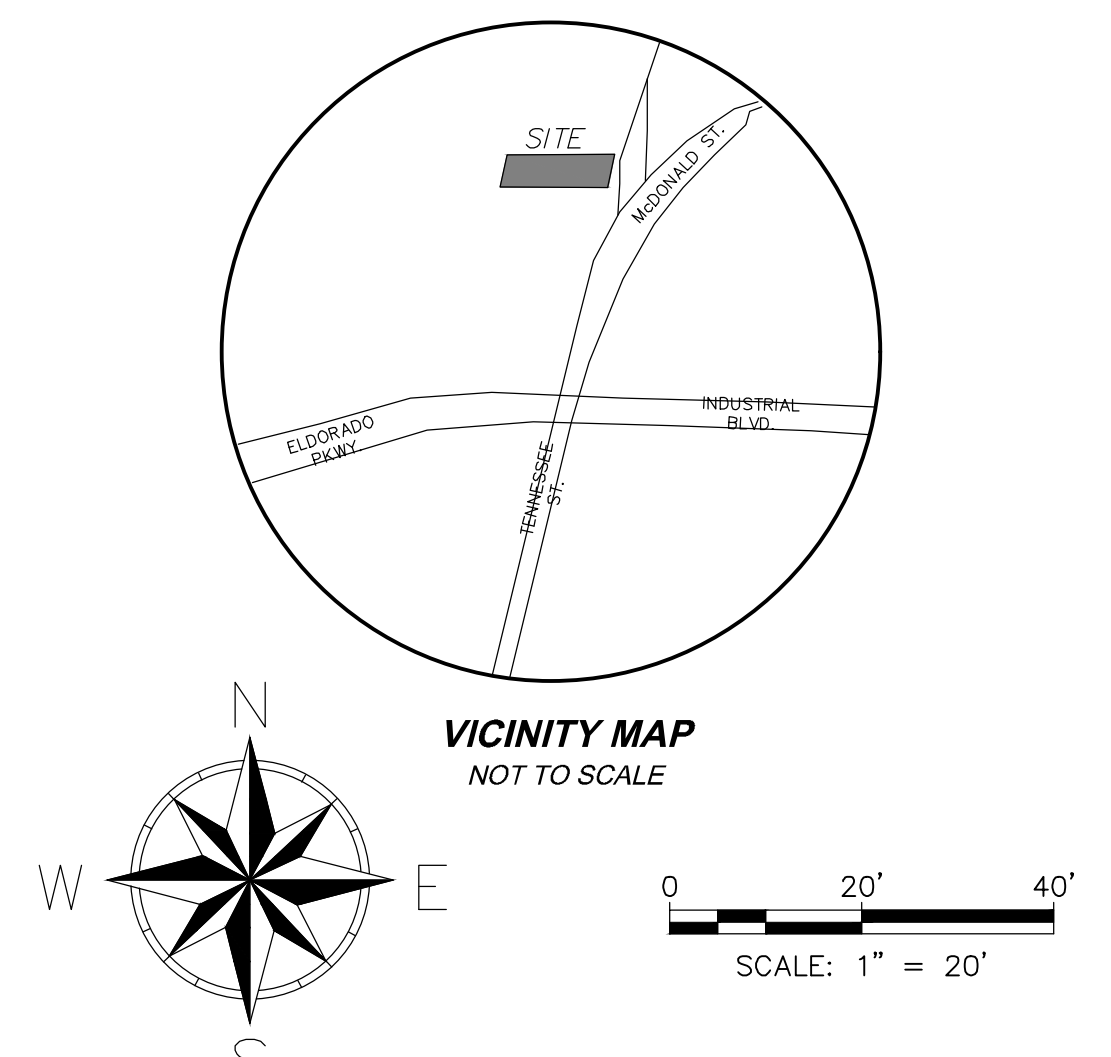 SITE
McDONALD ST.
INDUSTRIAL
BLVD.
ELDORADO
PKWY.
TENNESSEE
ST.
VICINITY MAP
NOT TO SCALE
N
W
E
S
0 20' 40'
SCALE: 1" = 20'